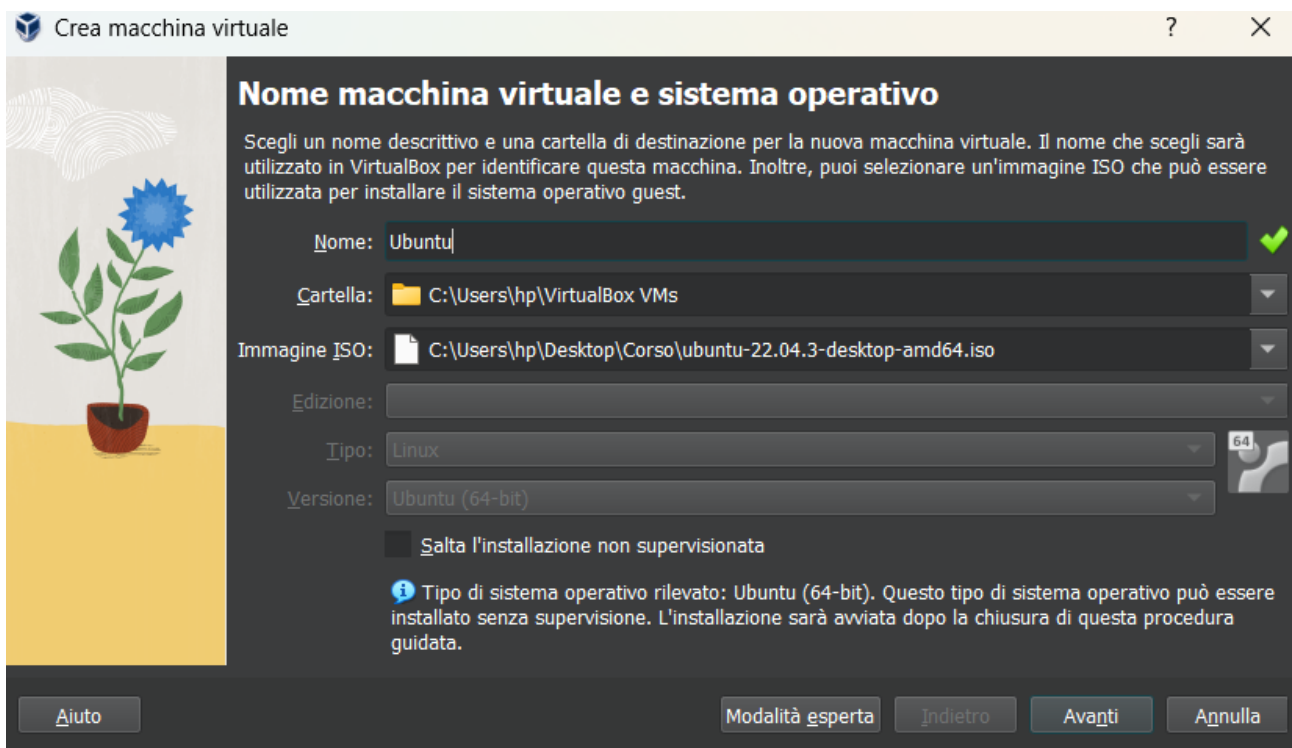 Crea macchina virtuale
?
Nome macchina virtuale e sistema operativo
Scegli un nome descrittivo e una cartella di destinazione per la nuova macchina virtuale. Il nome che scegli sarà
utilizzato in VirtualBox per identificare questa macchina. Inoltre, puoi selezionare un'immagine ISO che può essere
utilizzata per installare il sistema operativo guest.
Nome: Ubuntu
Cartella: C:\Users\hp\VirtualBox VMs
Immagine ISO: C:\Users\hp\Desktop\Corso\ubuntu-22.04.3-desktop-amd64.iso
Edizione:
Tipo: Linux
64
Versione: Ubuntu (64-bit)
Salta l'installazione non supervisionata
Tipo di sistema operativo rilevato: Ubuntu (64-bit). Questo tipo di sistema operativo può essere
installato senza supervisione. L'installazione sarà avviata dopo la chiusura di questa procedura
guidata.
Aiuto Modalità esperta Indietro Avanti Annulla